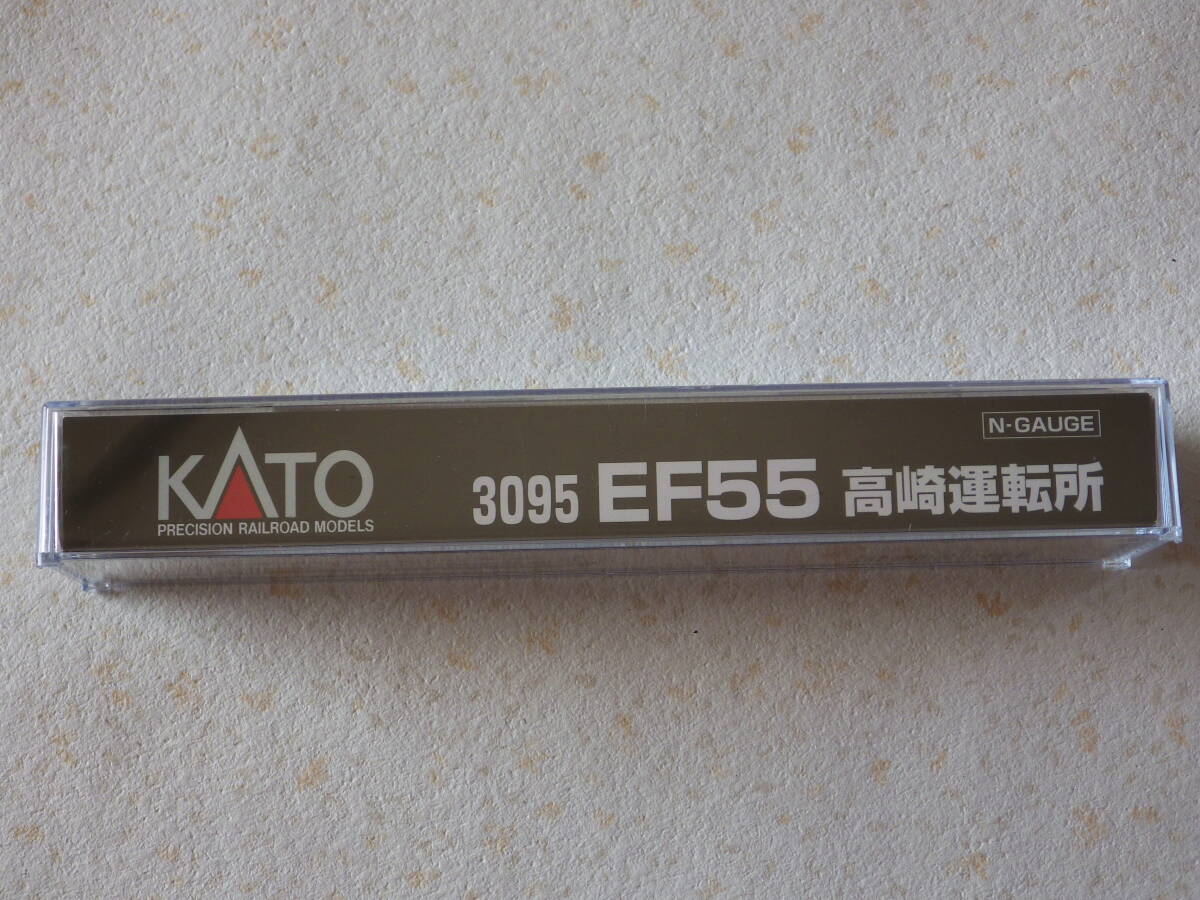 KATO
PRECISION RAILROAD MODELS
3095 EF55 高崎運転所
N-GAUGE